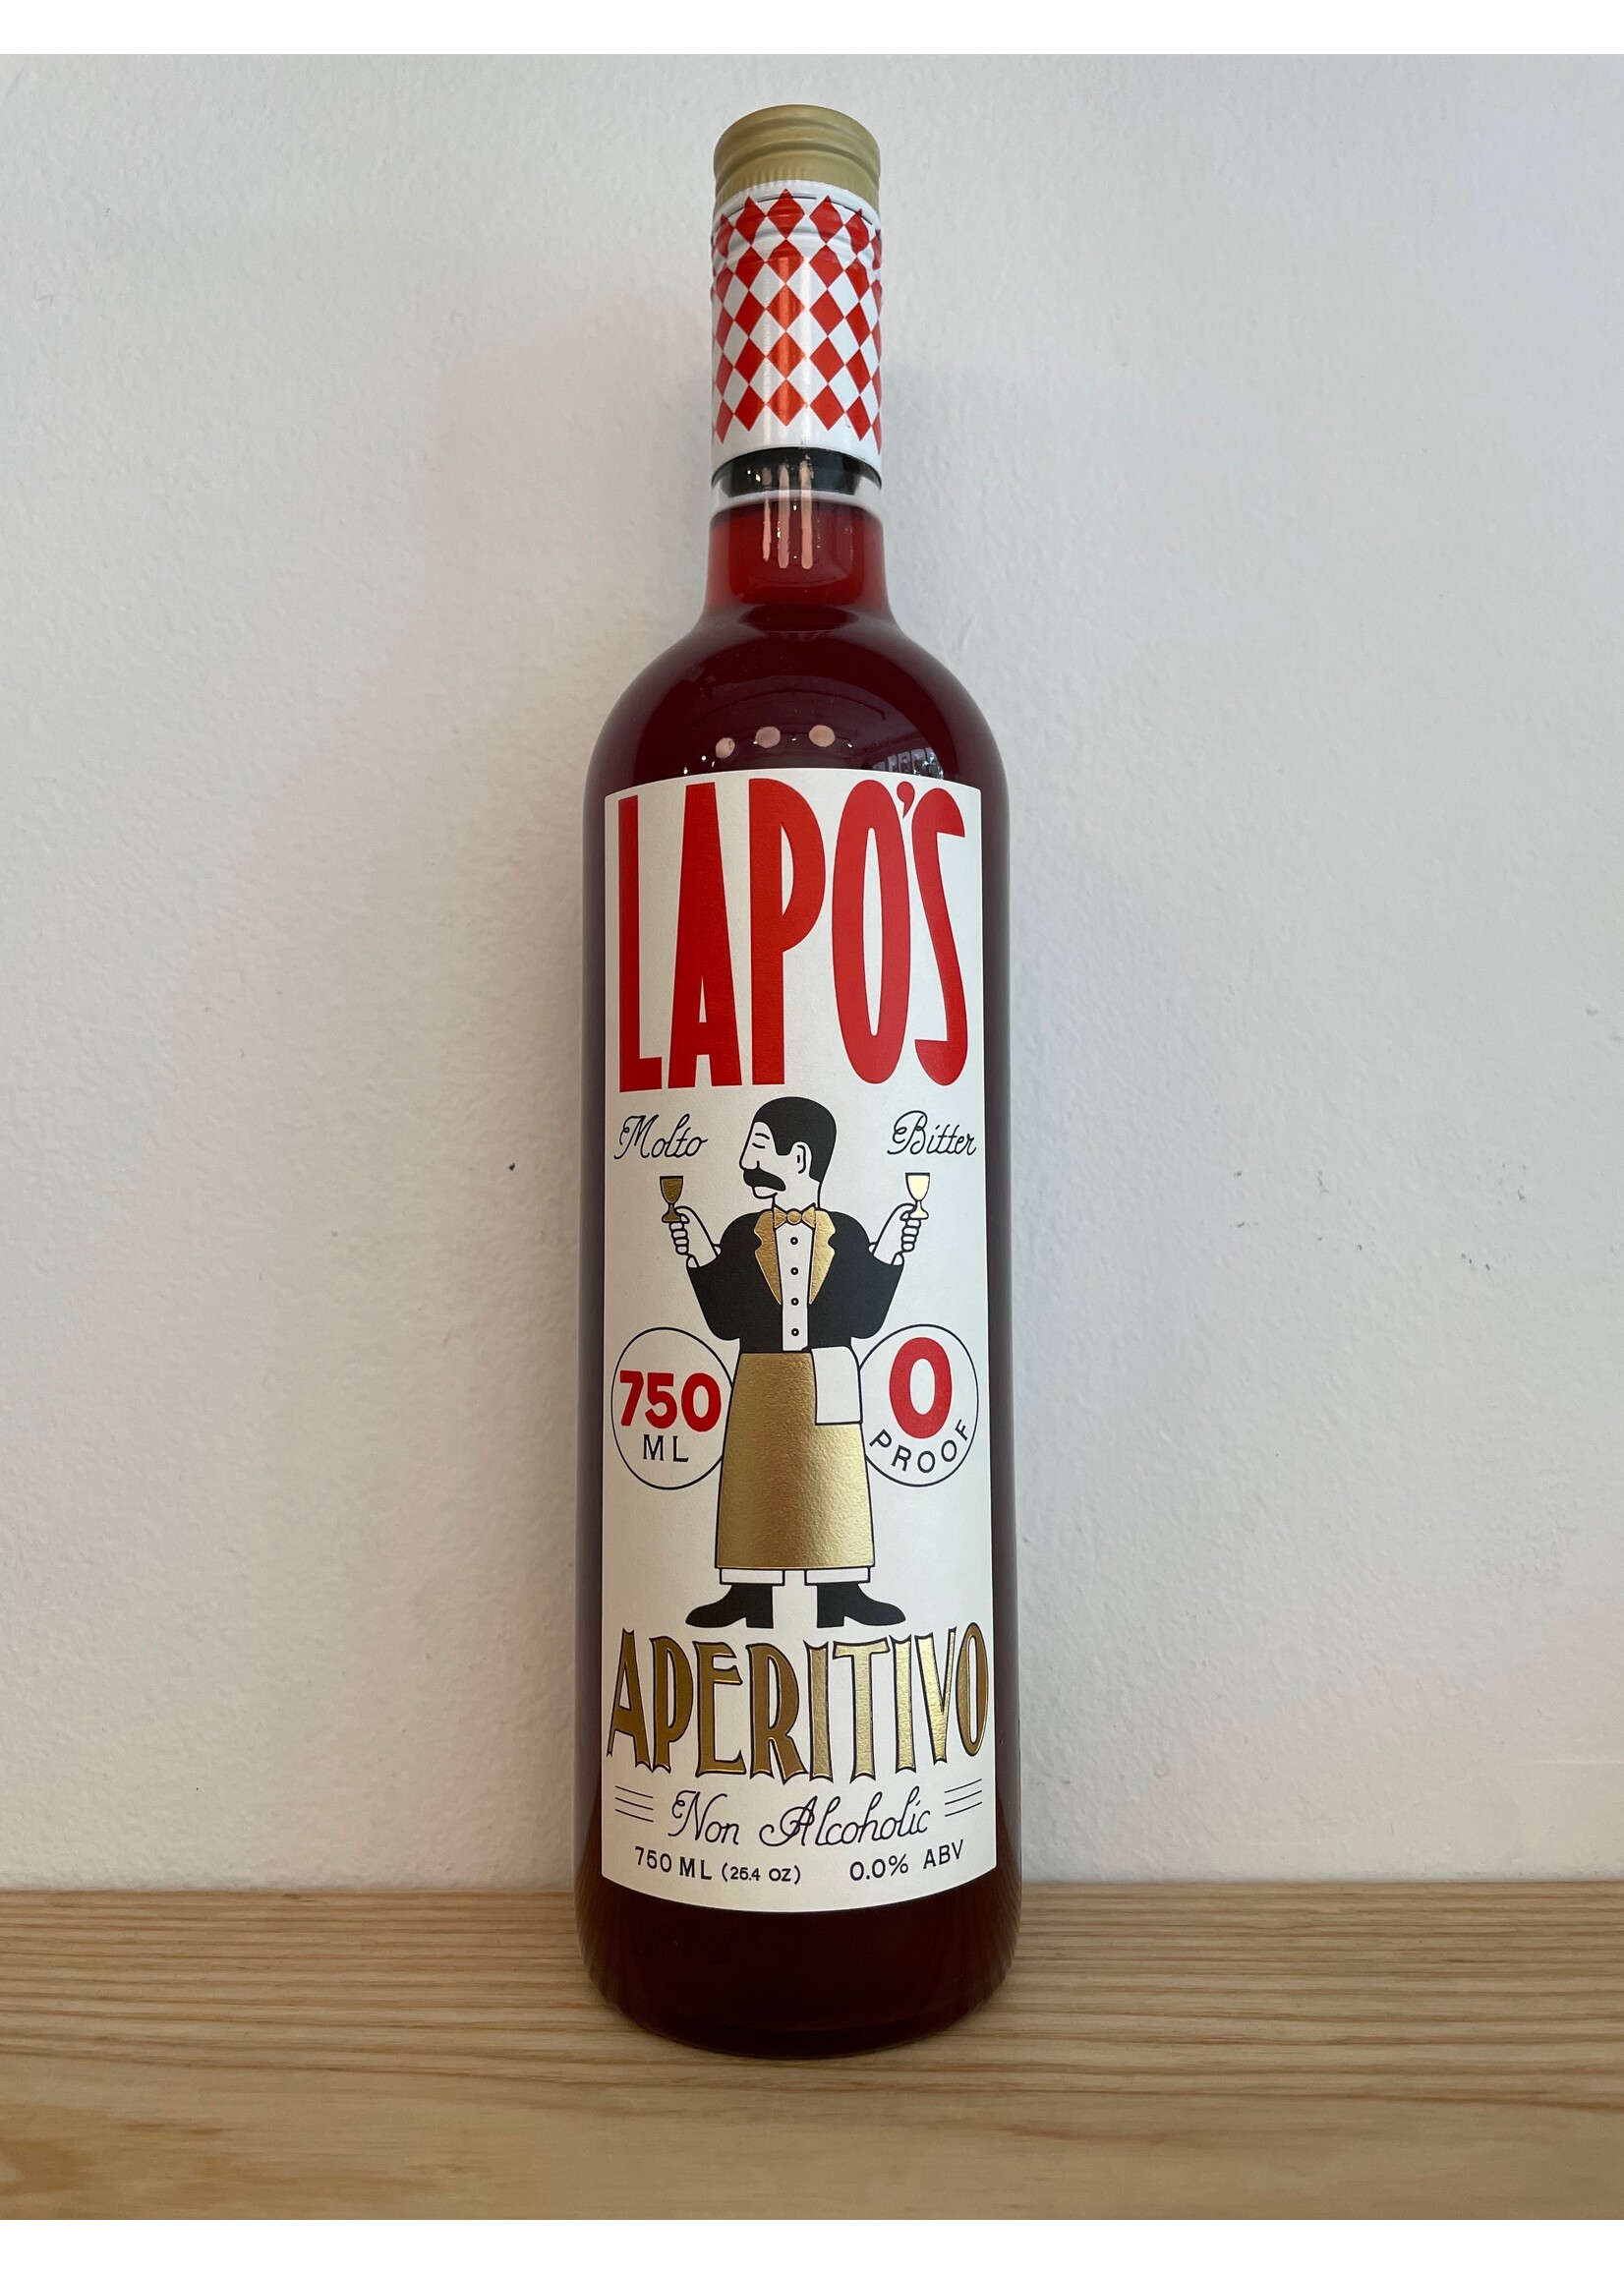 LAPO'S
Molto Bitter
750 ML
0 PROOF
APERITIVO
Non Alcoholic
750 ML (25.4 OZ) 0.0% ABV